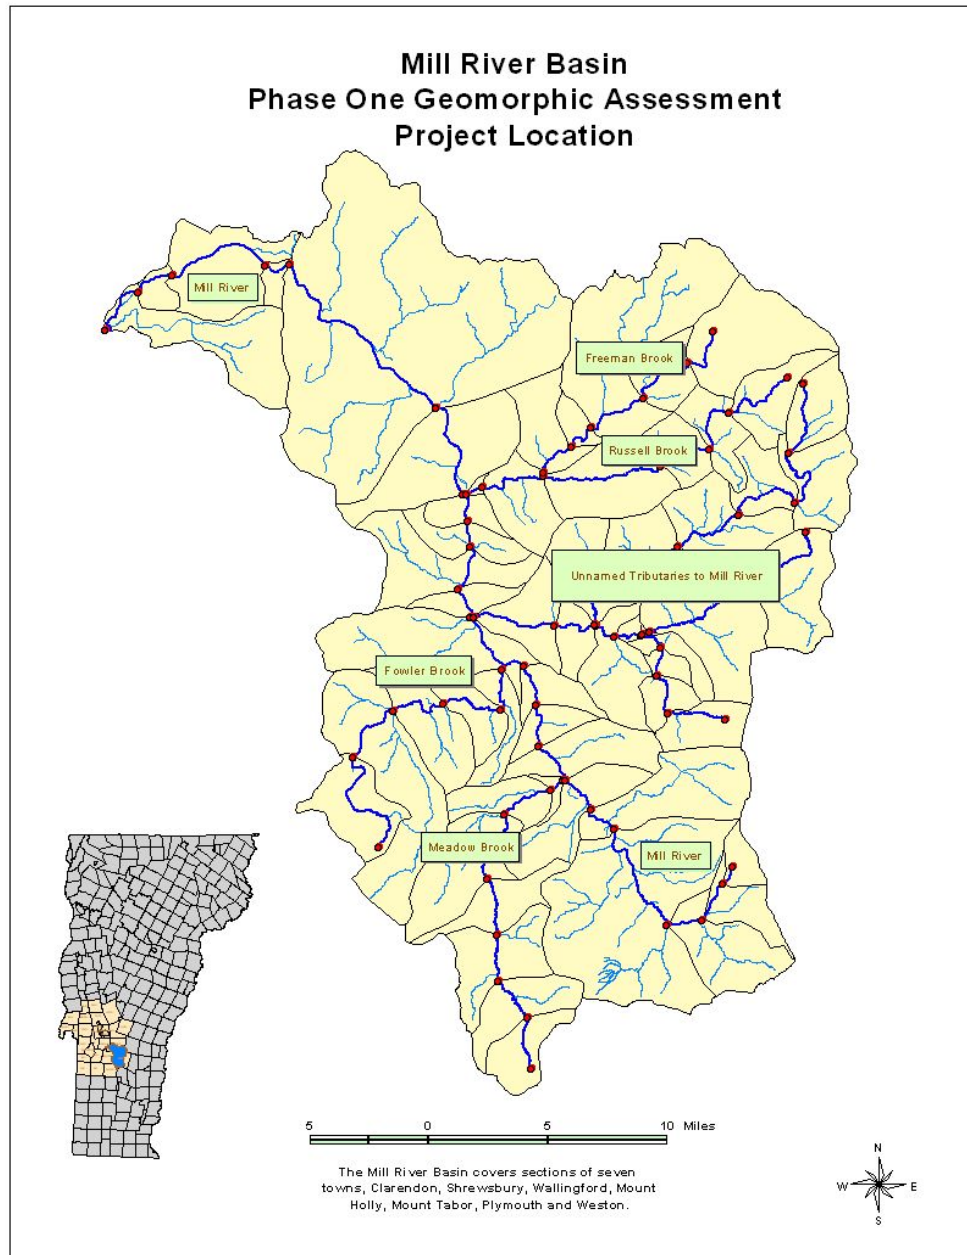 Mill River Basin
Phase One Geomorphic Assessment
Project Location
Mill River
Freeman Brook
Russell Brook
Unnamed Tributaries to Mill River
Fowler Brook
Meadow Brook
Mill River
5 0 5 10 Miles
The Mill River Basin covers sections of seven
towns, Clarendon, Shrewsbury, Wallingford, Mount
Holly, Mount Tabor, Plymouth and Weston.
N
W E
S